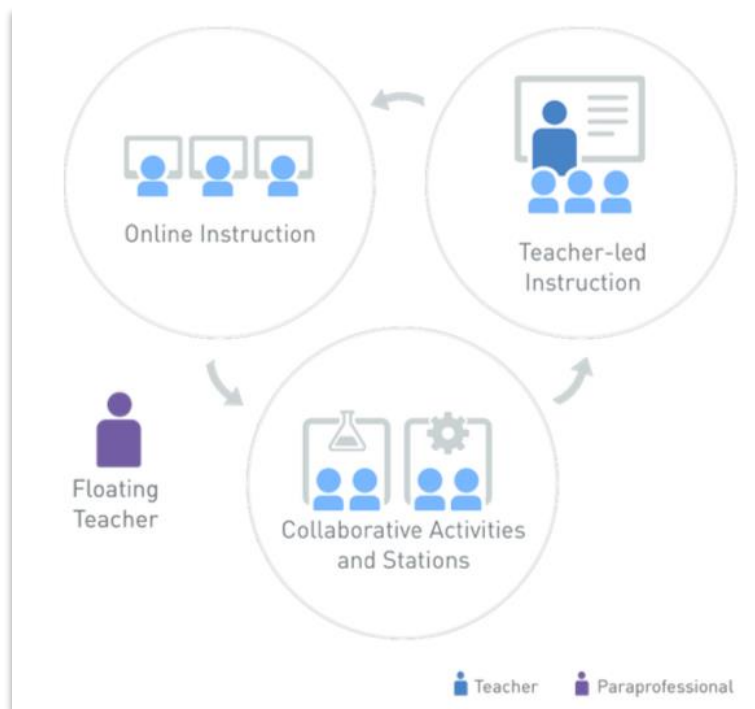 Online Instruction
Teacher-led
Instruction
Floating
Teacher
Collaborative Activities
and Stations
Teacher
Paraprofessional